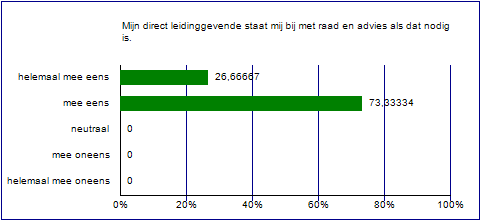 Mijn direct leidinggevende staat mij bij met raad en advies als dat nodig
is.
helemaal mee eens 26,66667
mee eens 73,33334
neutraal 0
mee oneens 0
helemaal mee oneens 0
0% 20% 40% 60% 80% 100%